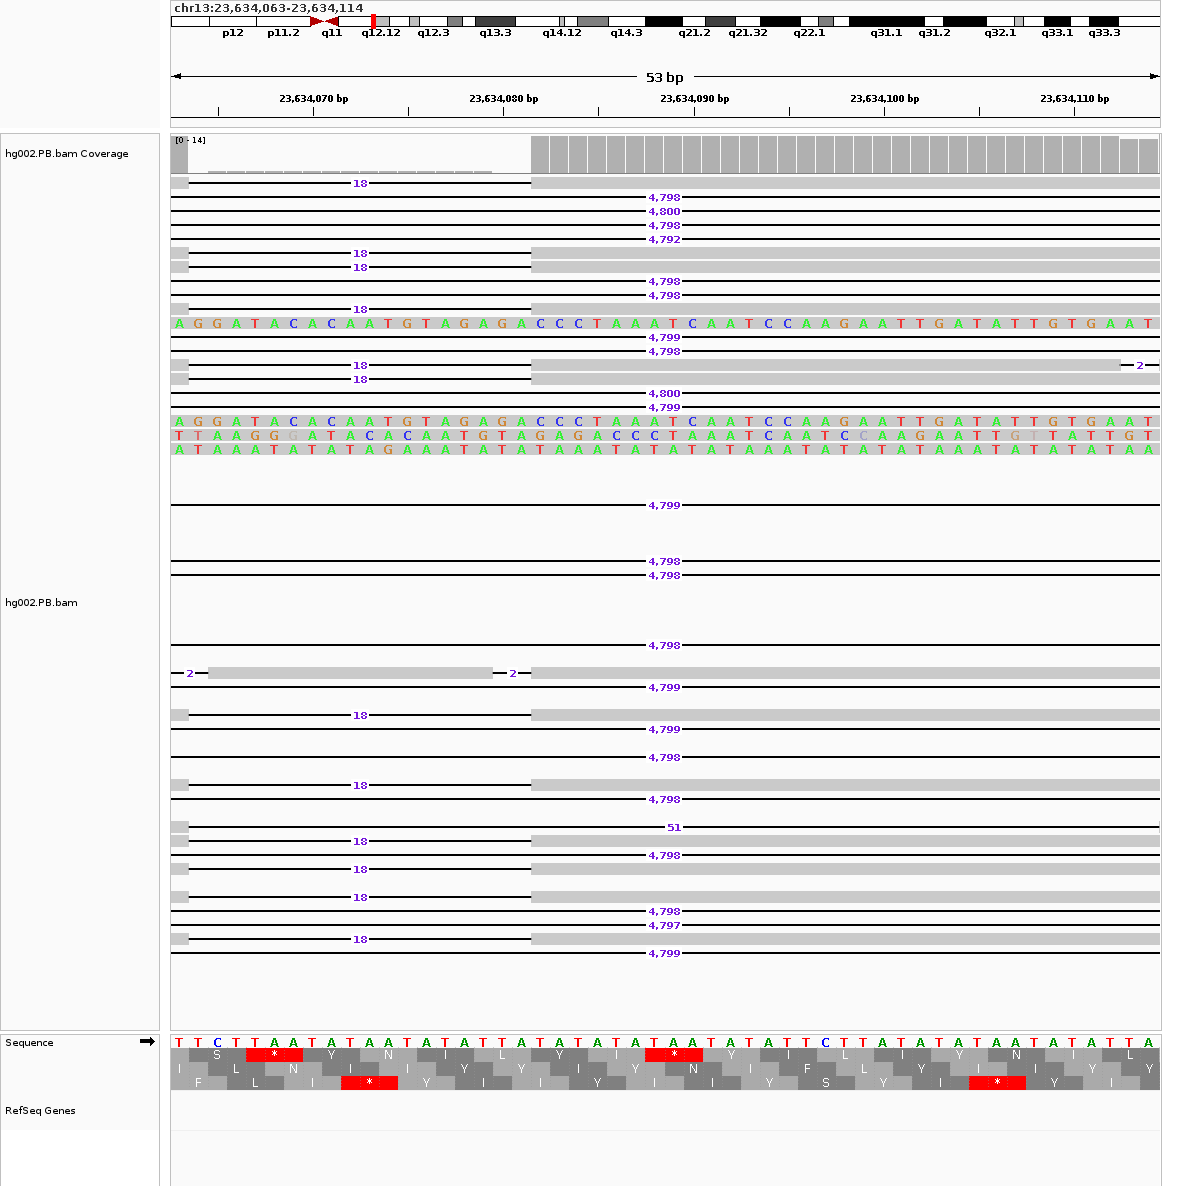 chr13:23,634,063-23,634,114
p12 p11.2 q11 q12.12 q12.3 q13.3 q14.12 q14.3 q21.2 q21.32 q22.1 q31.1 q31.2 q32.1 q33.1 q33.3
53 bp
23,634,070 bp 23,634,080 bp 23,634,090 bp 23,634,100 bp 23,634,110 bp
hg002.PB.bam Coverage
[0 - 14]
18
4,798
4,800
4,798
4,792
18
18
4,798
4,798
18
A G G A T A C A C A A T G T A G A G A C C C T A A A T C A A T C C A A G A A T T G A T A T T G T G A A T
4,799
4,798
18 2
18
4,800
4,799
A G G A T A C A C A A T G T A G A G A C C C T A A A T C A A T C C A A G A A T T G A T A T T G T G A A T
T T A A G G G A T A C A C A A T G T A G A G A C C C T A A A T C A A T C C A A G A A T T G T T A T T G T
A T A A A T A T A T A G A A A T A T A T A A A T A T A T A T A A A T A T A T A T A A A T A T A T A T A A
4,799
4,798
4,798
hg002.PB.bam
4,798
2 2
4,799
18
4,799
4,798
18
4,798
51
18
4,798
18
18
4,798
4,797
18
4,799
Sequence
T T C T T A A T A T A A T A T A T T A T A T A T A T A A T A T A T T C T T A T A T A T A A T A T A T T A
S * Y N I L Y I * Y I L I Y N I L
I L N I Y Y I Y N I F L Y I I Y Y
F L I * Y I I Y I I Y S Y I * Y I
RefSeq Genes